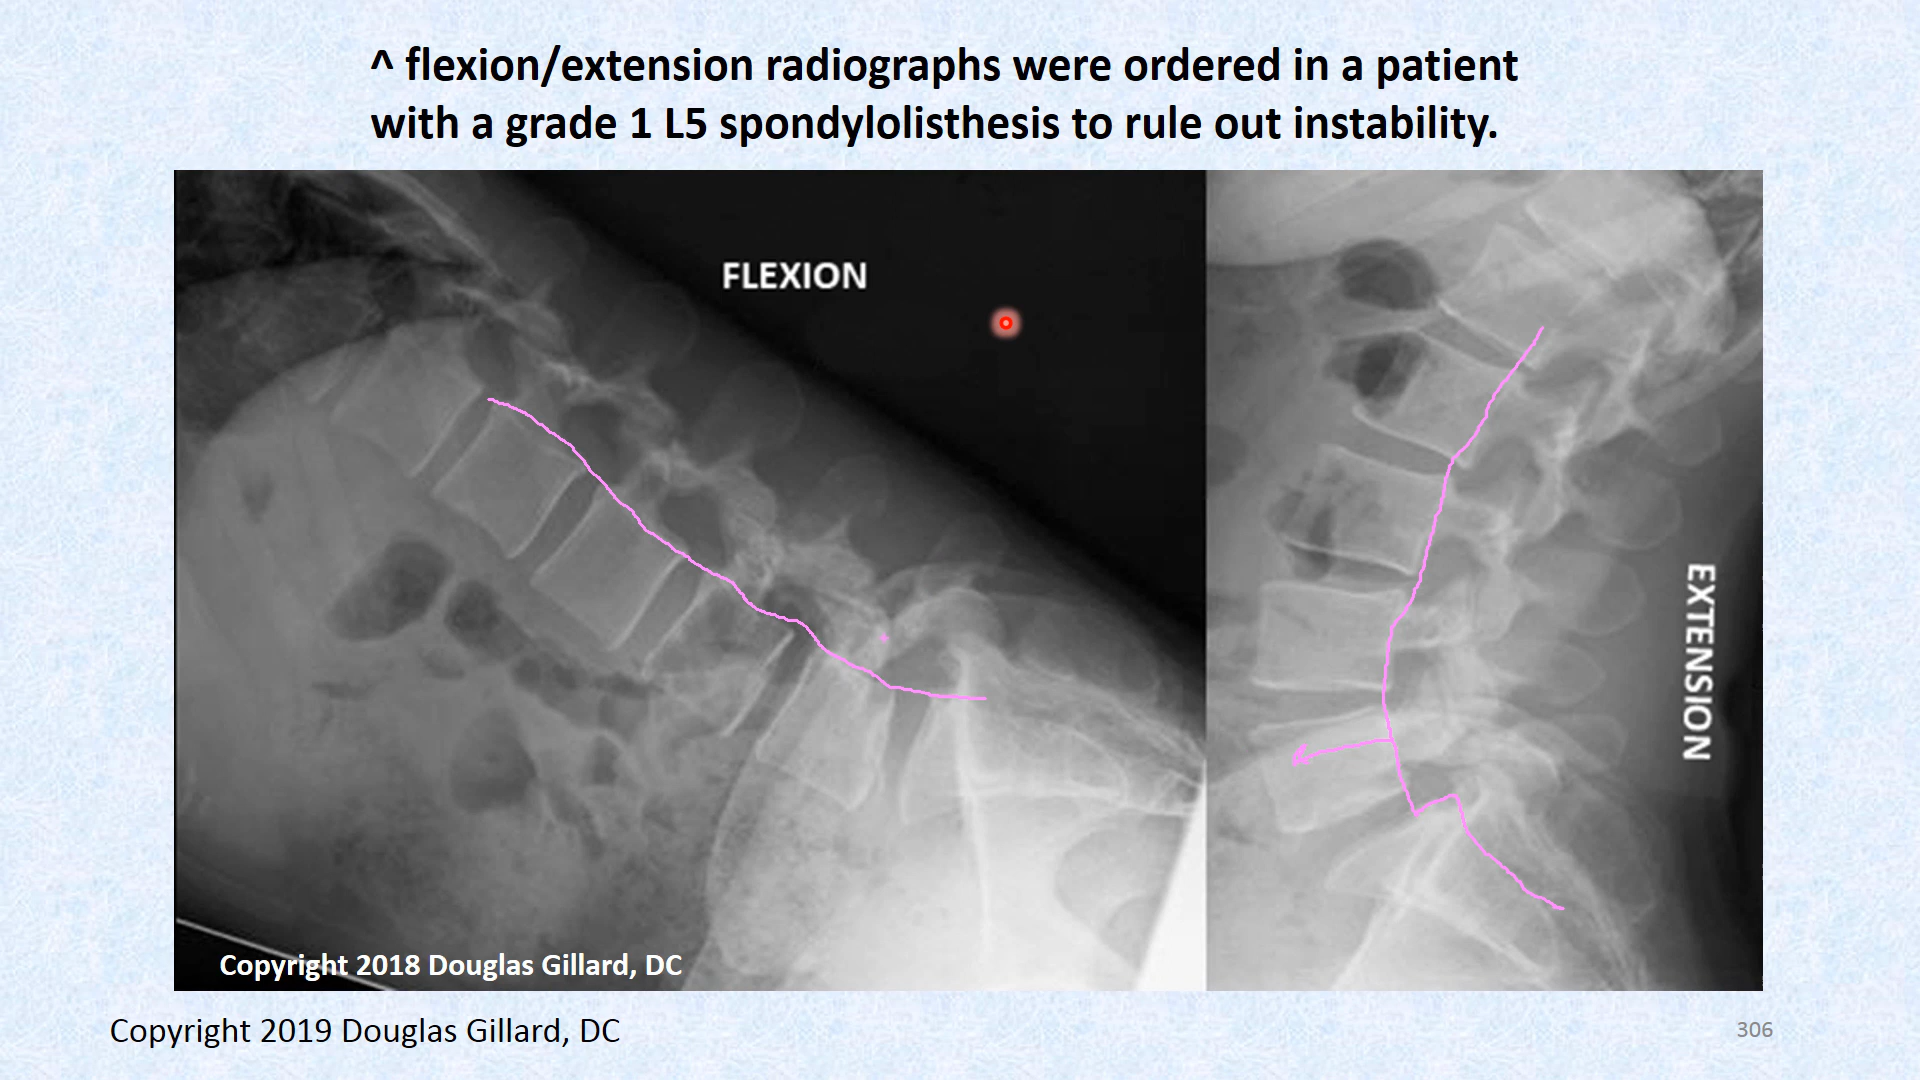 ^ flexion/extension radiographs were ordered in a patient
with a grade 1 L5 spondylolisthesis to rule out instability.
FLEXION
EXTENSION
Copyright 2018 Douglas Gillard, DC
Copyright 2019 Douglas Gillard, DC
306